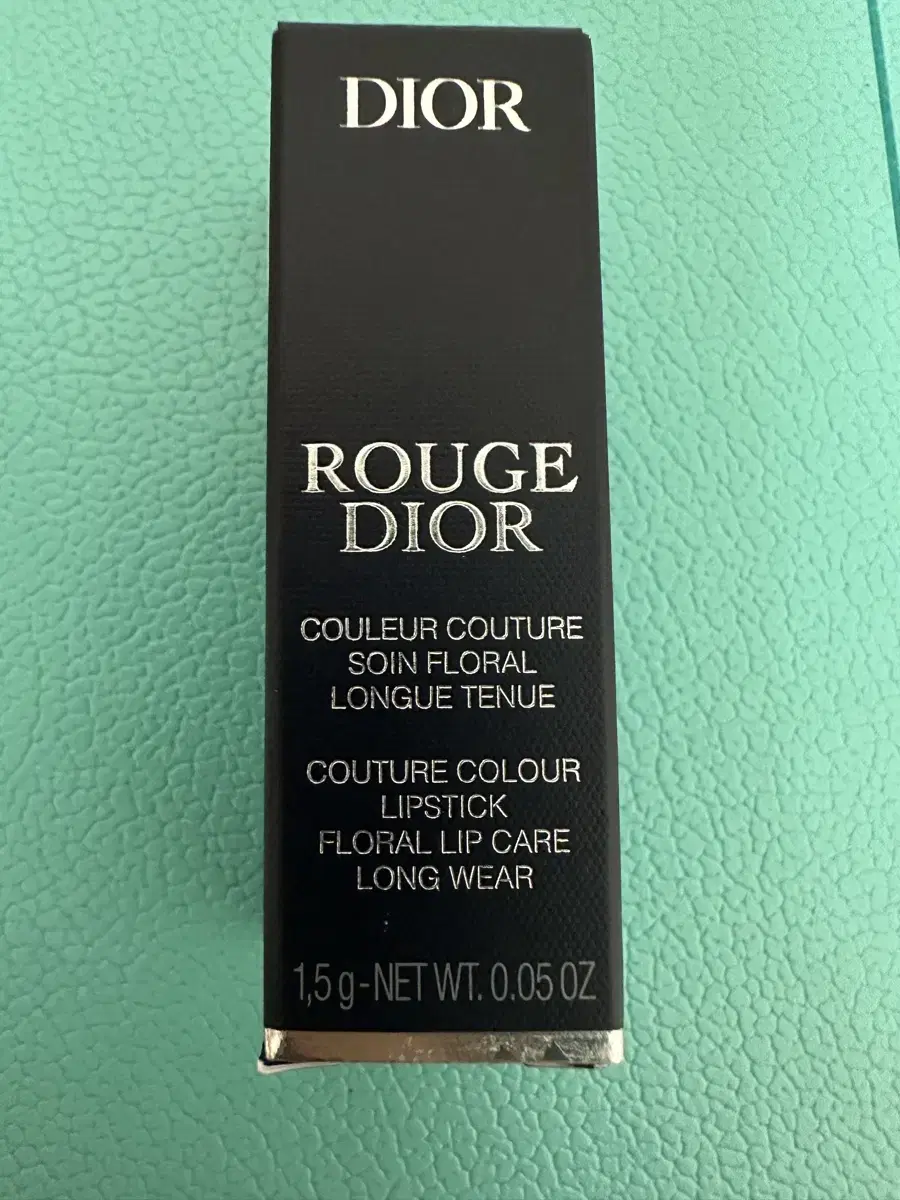 DIOR
ROUGE
DIOR
COULEUR COUTURE
SOIN FLORAL
LONGUE TENUE
COUTURE COLOUR
LIPSTICK
FLORAL LIP CARE
LONG WEAR
1,5 g - NET WT. 0.05 OZ